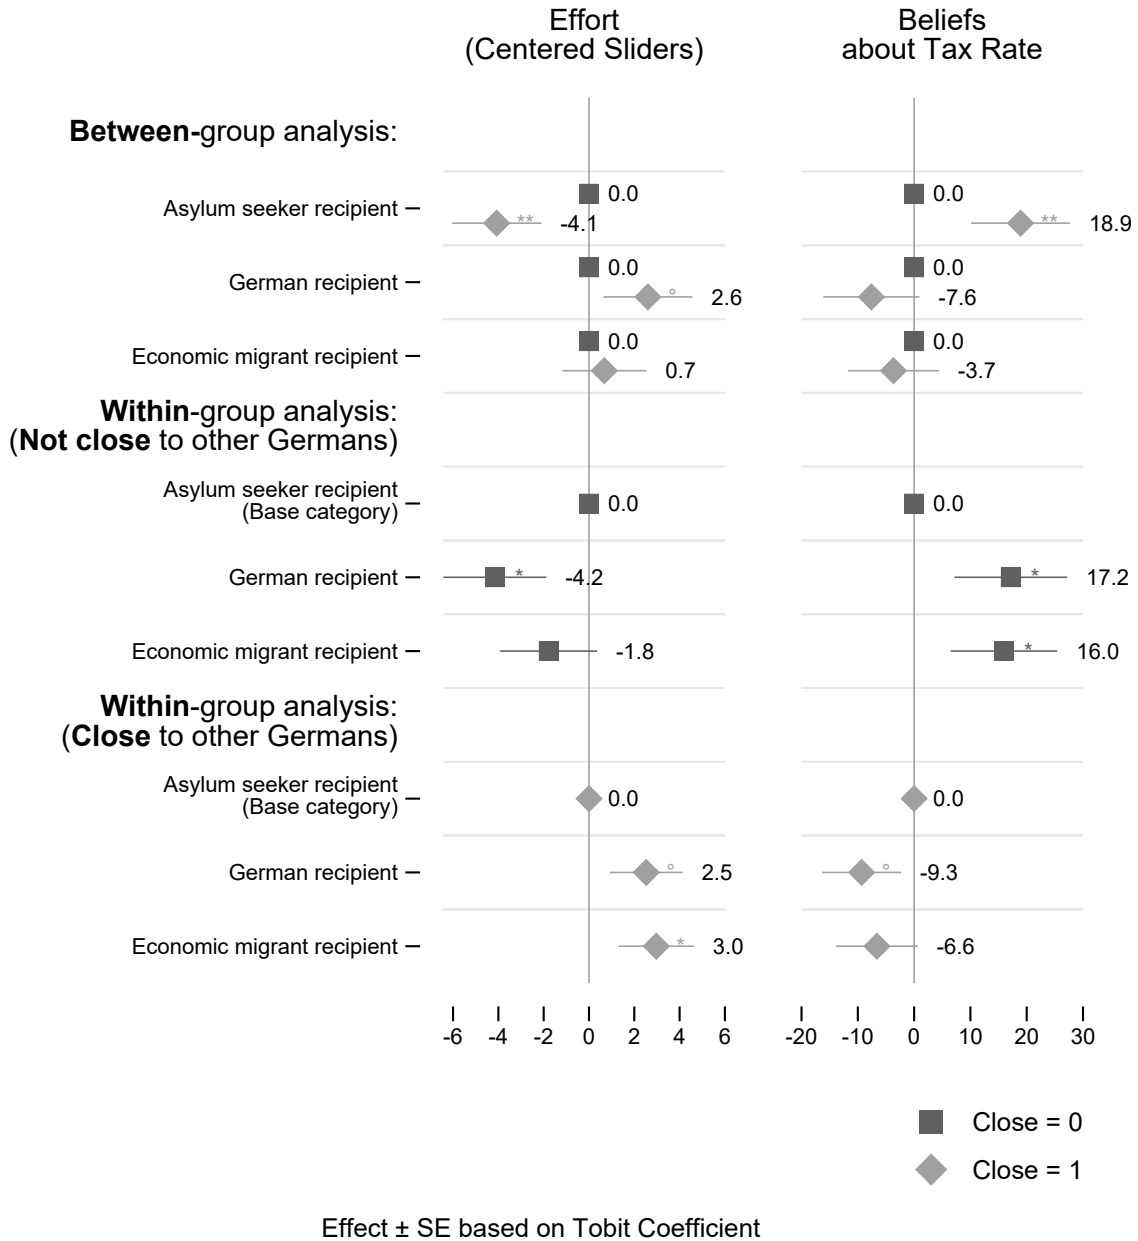 Effort
(Centered Sliders)
Beliefs
about Tax Rate
Between-group analysis:
Asylum seeker recipient
0.0
** -4.1
0.0
** 18.9
German recipient
0.0
° 2.6
0.0
-7.6
Economic migrant recipient
0.0
0.7
0.0
-3.7
Within-group analysis:
(Not close to other Germans)
Asylum seeker recipient
(Base category)
0.0
0.0
German recipient
* -4.2
* 17.2
Economic migrant recipient
-1.8
* 16.0
Within-group analysis:
(Close to other Germans)
Asylum seeker recipient
(Base category)
0.0
0.0
German recipient
° 2.5
° -9.3
Economic migrant recipient
* 3.0
-6.6
-6 -4 -2 0 2 4 6
-20 -10 0 10 20 30
Close = 0
Close = 1
Effect ± SE based on Tobit Coefficient